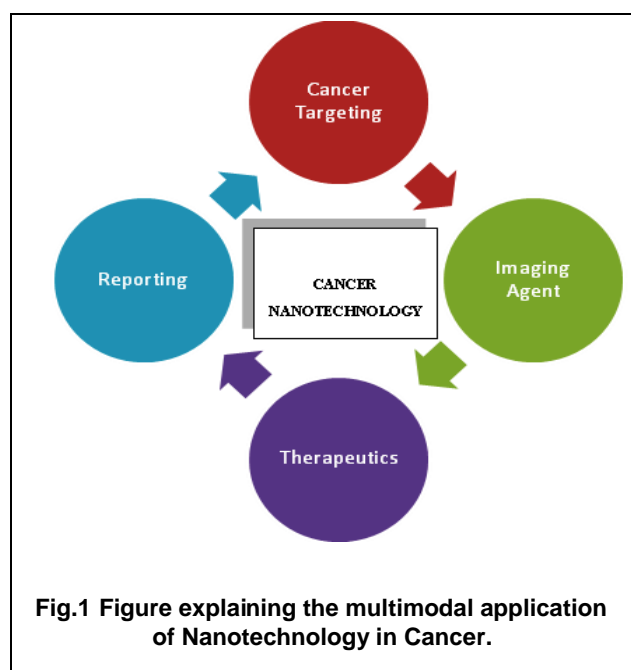 Cancer
Targeting
Reporting
CANCER
NANOTECHNOLOGY
Imaging
Agent
Therapeutics
Fig.1 Figure explaining the multimodal application
of Nanotechnology in Cancer.